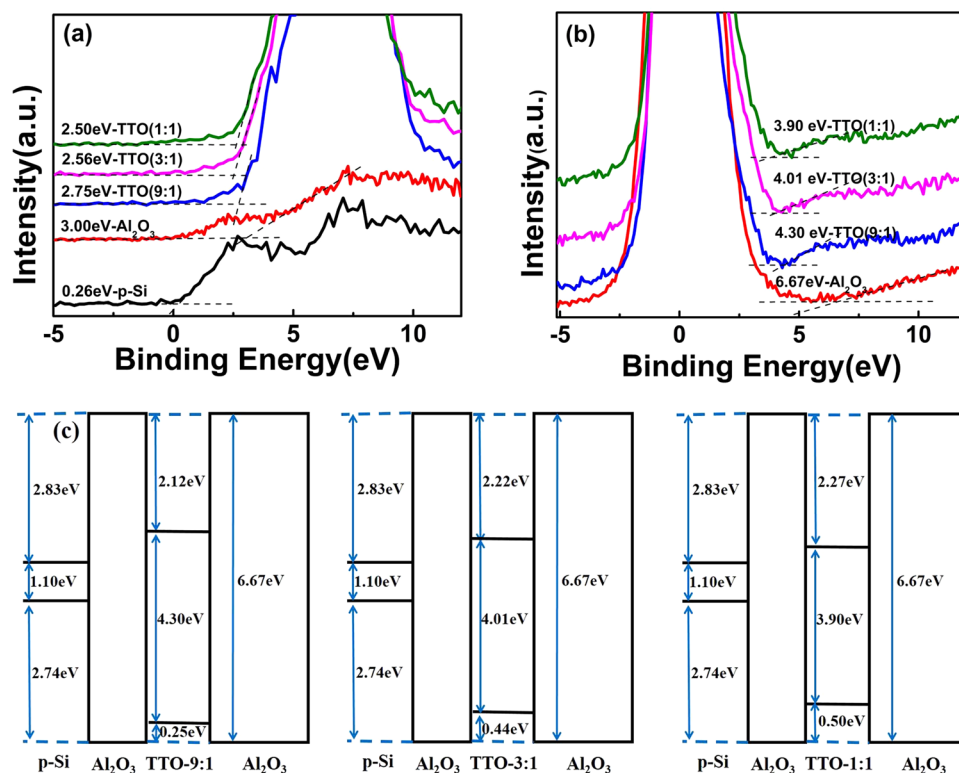 (a)
Intensity(a.u.)
2.50eV-TTO(1:1)
2.56eV-TTO(3:1)
2.75eV-TTO(9:1)
3.00eV-Al₂O₃
0.26eV-p-Si
-5 0 5 10
Binding Energy(eV)
(b)
Intensity(a.u.)
3.90 eV-TTO(1:1)
4.01 eV-TTO(3:1)
4.30 eV-TTO(9:1)
6.67eV-Al₂O₃
-5 0 5 10
Binding Energy(eV)
(c)
2.83eV
2.12eV
1.10eV
4.30eV
6.67eV
2.74eV
0.25eV
p-Si Al₂O₃ TTO-9:1 Al₂O₃
2.83eV
2.22eV
1.10eV
4.01eV
6.67eV
2.74eV
0.44eV
p-Si Al₂O₃ TTO-3:1 Al₂O₃
2.83eV
2.27eV
1.10eV
3.90eV
6.67eV
2.74eV
0.50eV
p-Si Al₂O₃ TTO-1:1 Al₂O₃